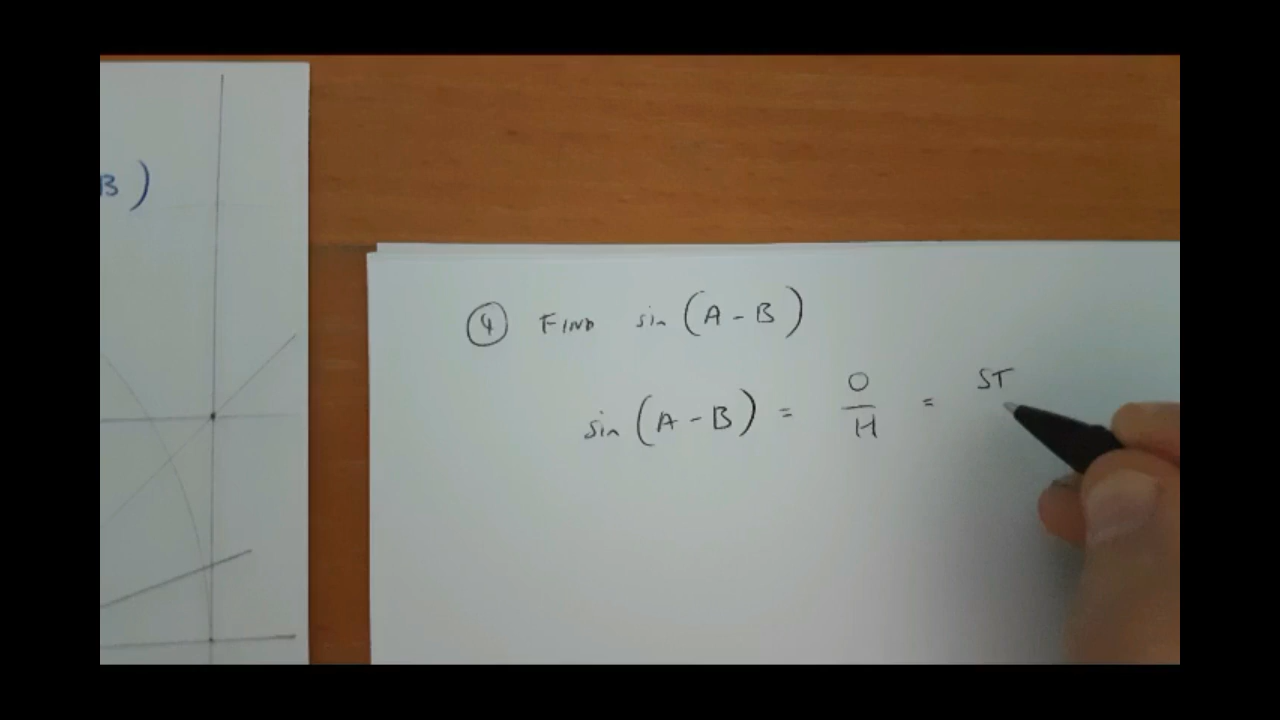 B)
④ FIND sin (A - B)
sin (A - B) = O/H = ST